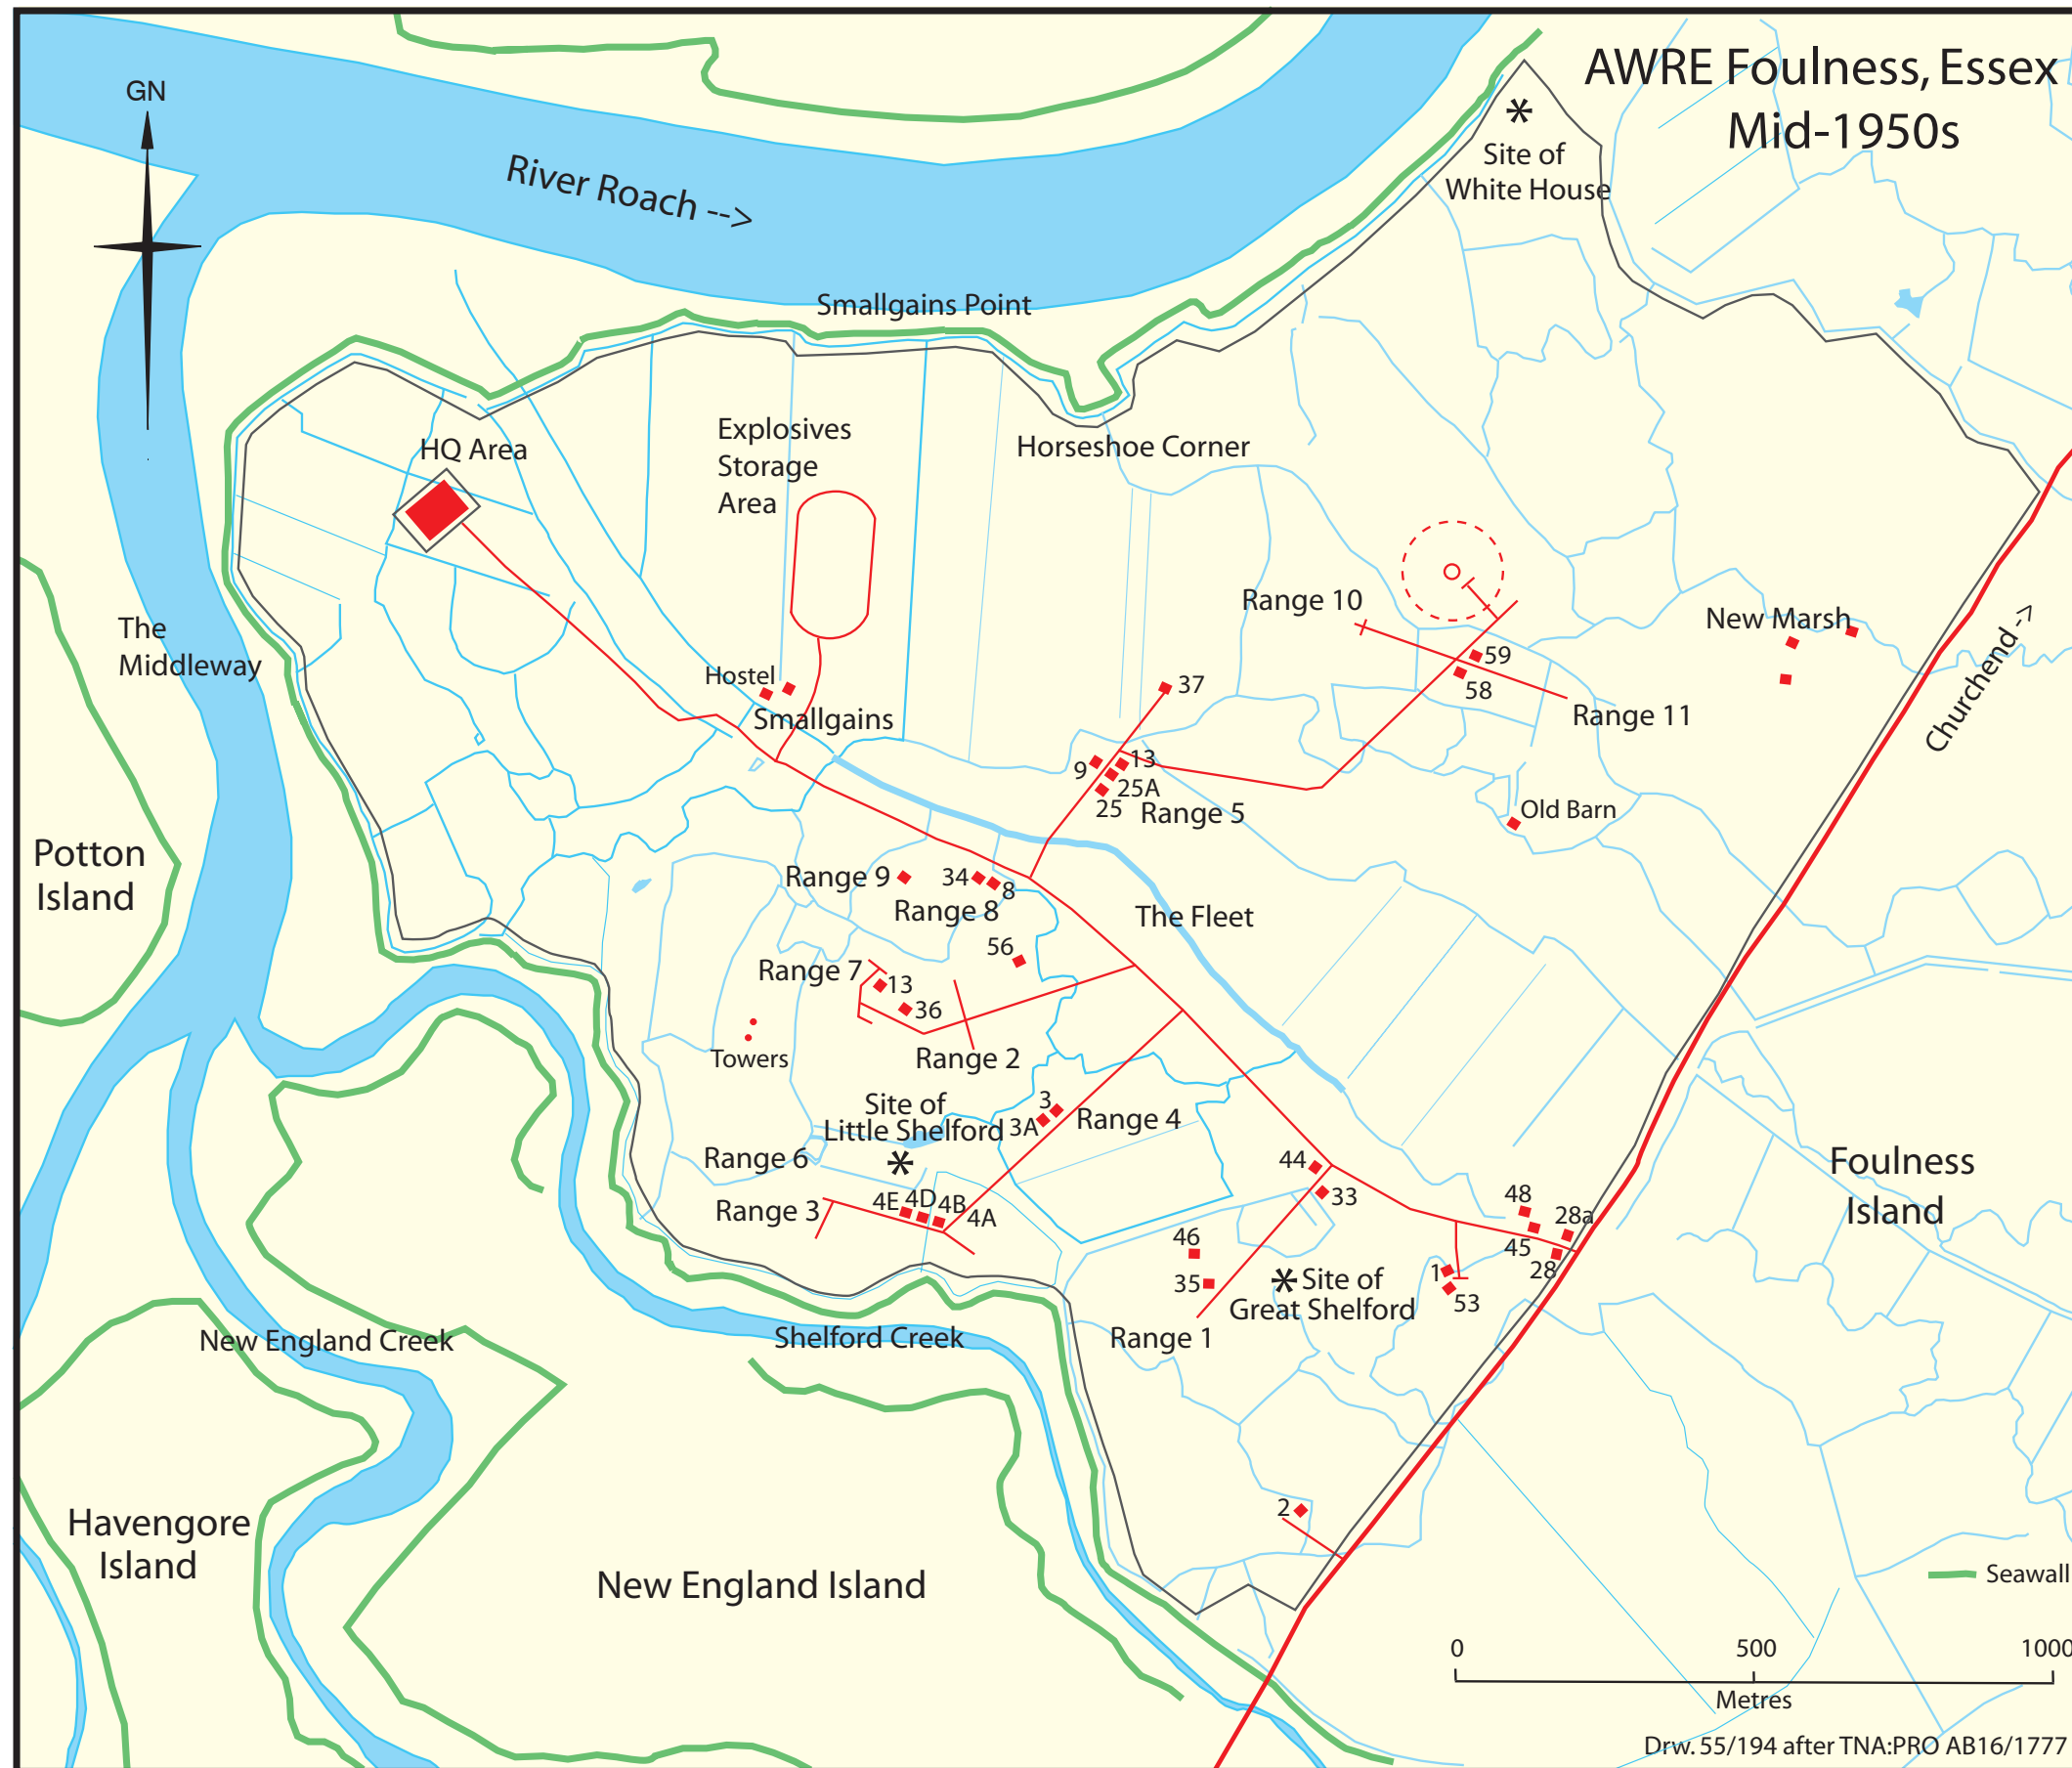 AWRE Foulness, Essex
Mid-1950s
GN
River Roach -->
Site of
White House
Smallgains Point
HQ Area
Explosives
Storage
Area
Horseshoe Corner
The
Middleway
Hostel
Smallgains
Range 10
59
58
Range 11
New Marsh
Churchend ->
37
9
13
25A
25
Range 5
Old Barn
Potton
Island
Range 9
34
8
Range 8
The Fleet
56
Range 7
13
36
Towers
Range 2
Site of
Little Shelford
3
3A
Range 4
Range 6
Range 3
4E
4D
4B
4A
44
33
46
35
Site of
Great Shelford
Range 1
48
28a
45
28
1
53
Foulness
Island
New England Creek
Shelford Creek
2
Havengore
Island
New England Island
Seawall
0
500
1000
Metres
Drw. 55/194 after TNA:PRO AB16/1777